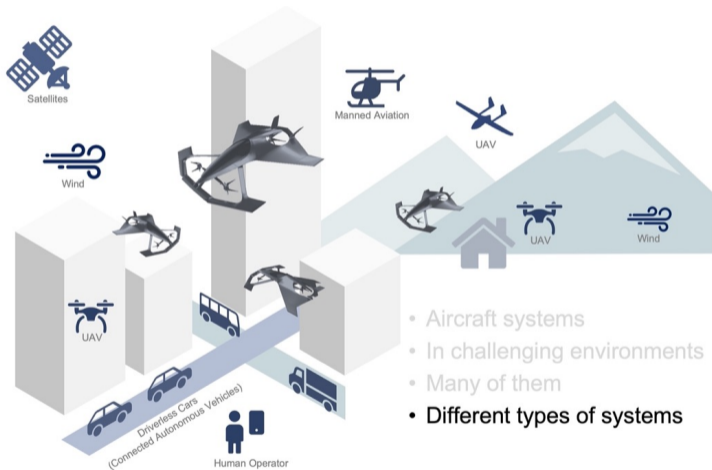 Satellites
Manned Aviation
UAV
Wind
UAV
Wind
UAV
Driverless Cars
(Connected Autonomous Vehicles)
Human Operator
• Aircraft systems
• In challenging environments
• Many of them
• Different types of systems